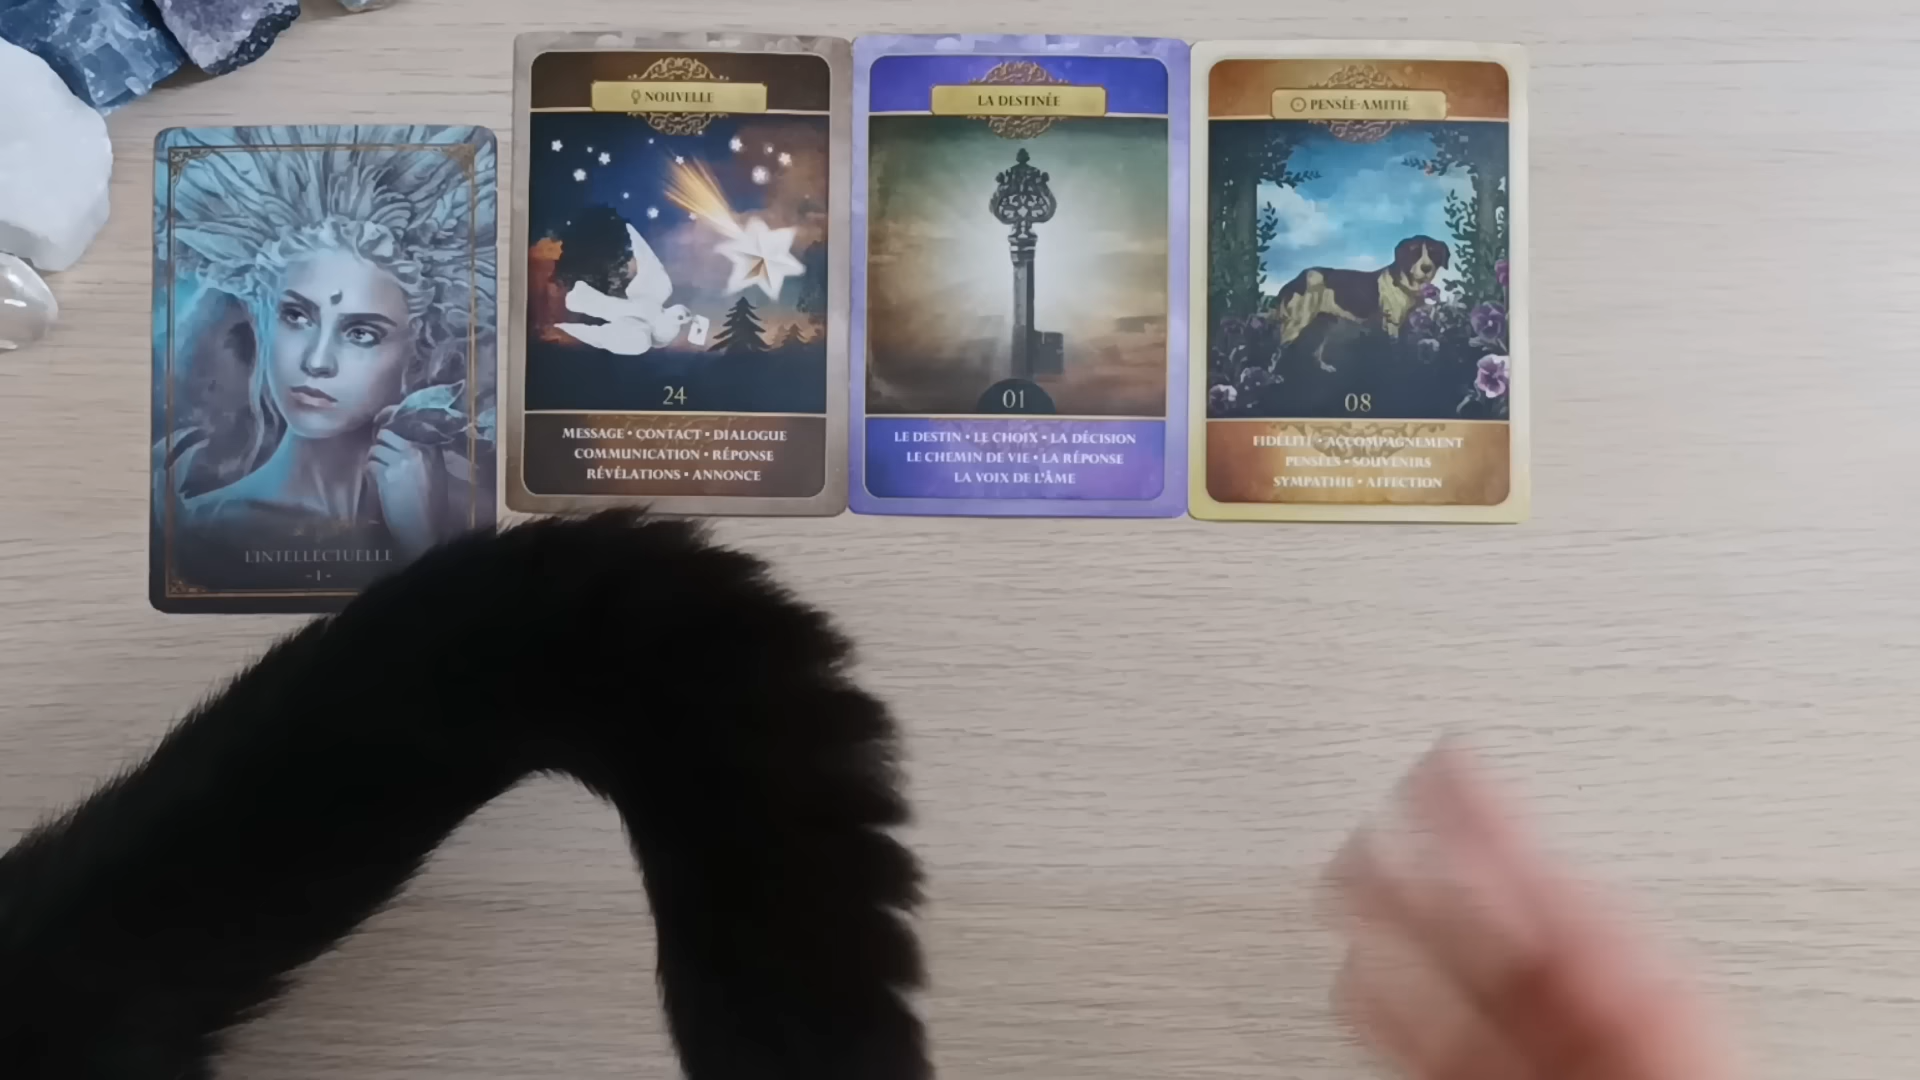 L'INTELLECTUELLE
- I -
NOUVELLE
24
MESSAGE • CONTACT • DIALOGUE
COMMUNICATION • RÉPONSE
RÉVÉLATIONS • ANNONCE
LA DESTINÉE
01
LE DESTIN • LE CHOIX • LA DÉCISION
LE CHEMIN DE VIE • LA RÉPONSE
LA VOIX DE L'ÂME
PENSÉE-AMITIÉ
08
FIDÉLITÉ • ACCOMPAGNEMENT
PENSÉES • SOUVENIRS
SYMPATHIE • AFFECTION